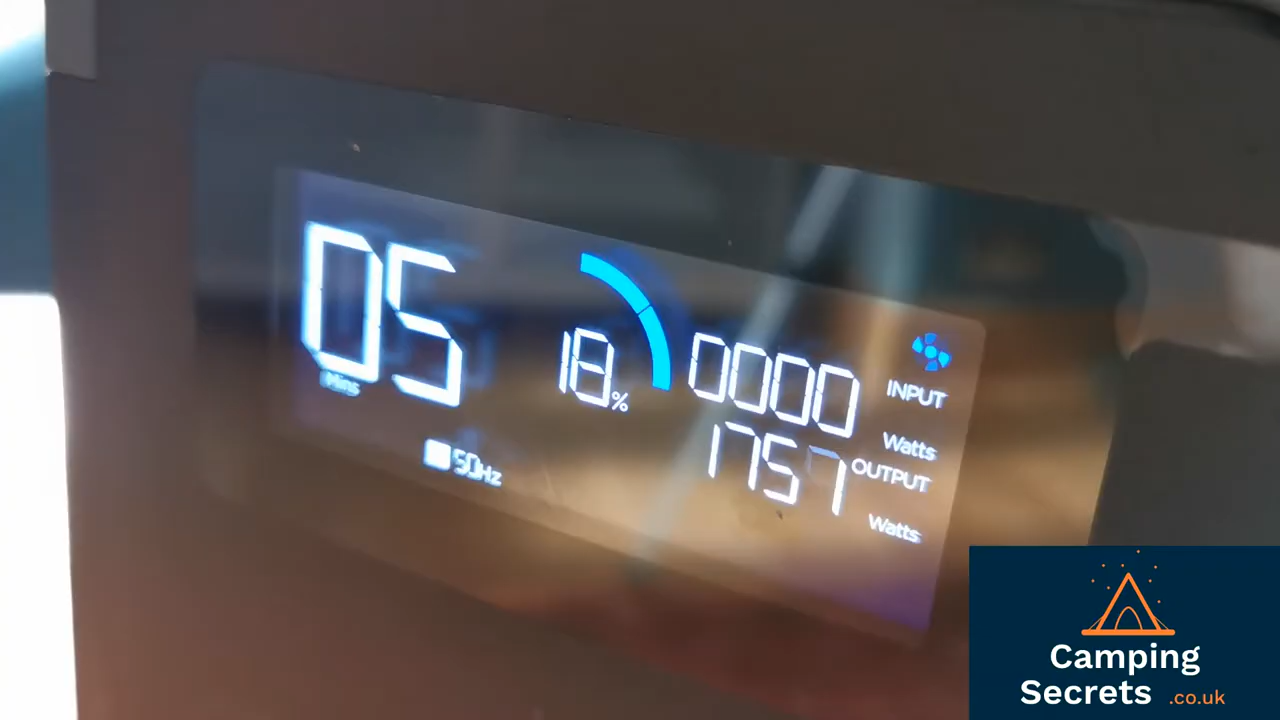 05
Mins
18%
50Hz
0000
INPUT
Watts
1757
OUTPUT
Watts
Camping
Secrets .co.uk